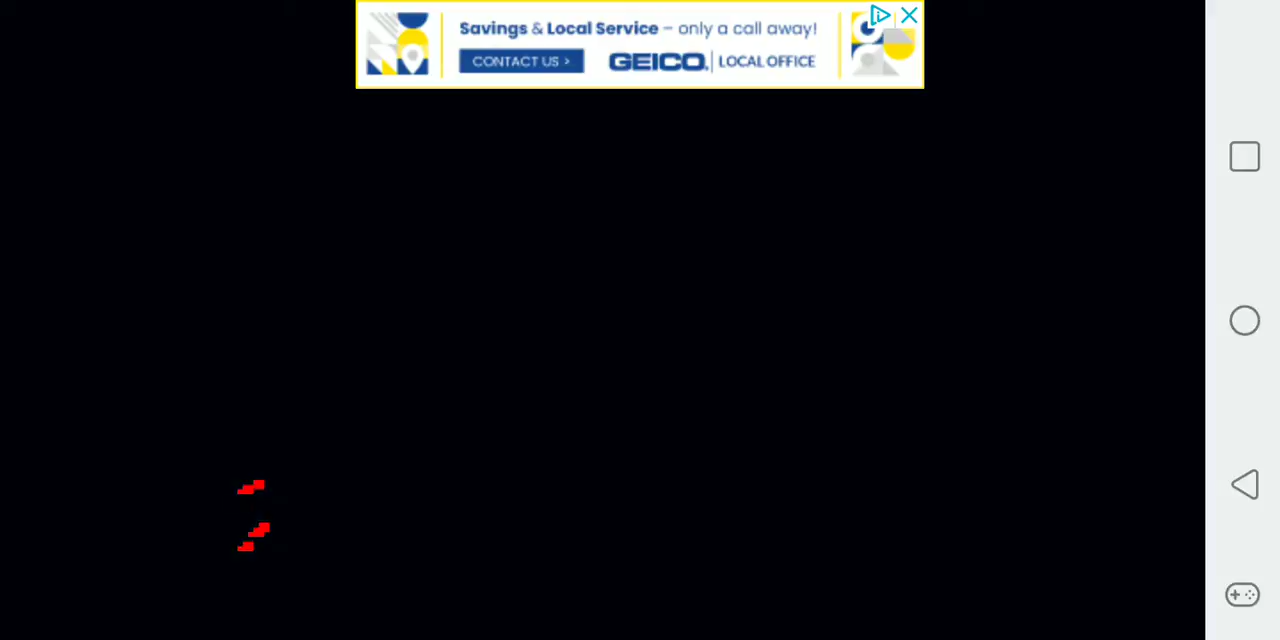 Savings & Local Service – only a call away!
CONTACT US >
GEICO. | LOCAL OFFICE